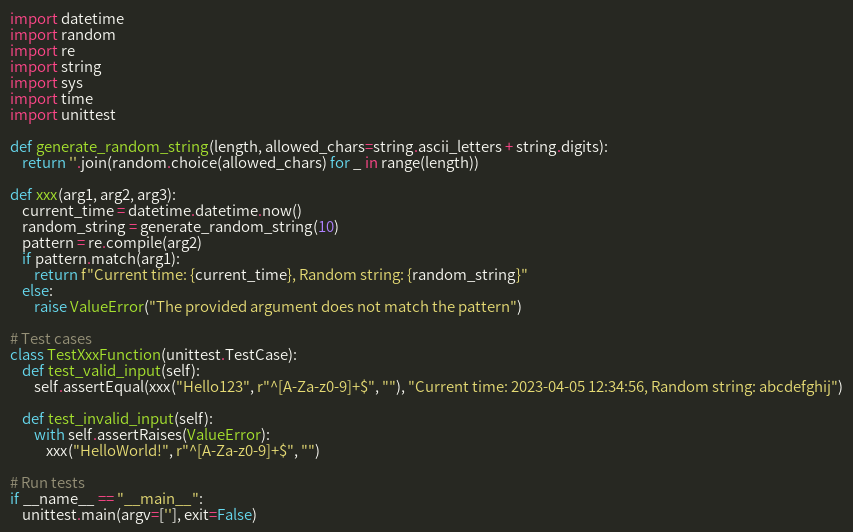 import datetime
import random
import re
import string
import sys
import time
import unittest

def generate_random_string(length, allowed_chars=string.ascii_letters + string.digits):
    return ''.join(random.choice(allowed_chars) for _ in range(length))

def xxx(arg1, arg2, arg3):
    current_time = datetime.datetime.now()
    random_string = generate_random_string(10)
    pattern = re.compile(arg2)
    if pattern.match(arg1):
        return f"Current time: {current_time}, Random string: {random_string}"
    else:
        raise ValueError("The provided argument does not match the pattern")

# Test cases
class TestXxxFunction(unittest.TestCase):
    def test_valid_input(self):
        self.assertEqual(xxx("Hello123", r"^[A-Za-z0-9]+$", ""), "Current time: 2023-04-05 12:34:56, Random string: abcdefghij")

    def test_invalid_input(self):
        with self.assertRaises(ValueError):
            xxx("HelloWorld!", r"^[A-Za-z0-9]+$", "")

# Run tests
if __name__ == "__main__":
    unittest.main(argv=[''], exit=False)